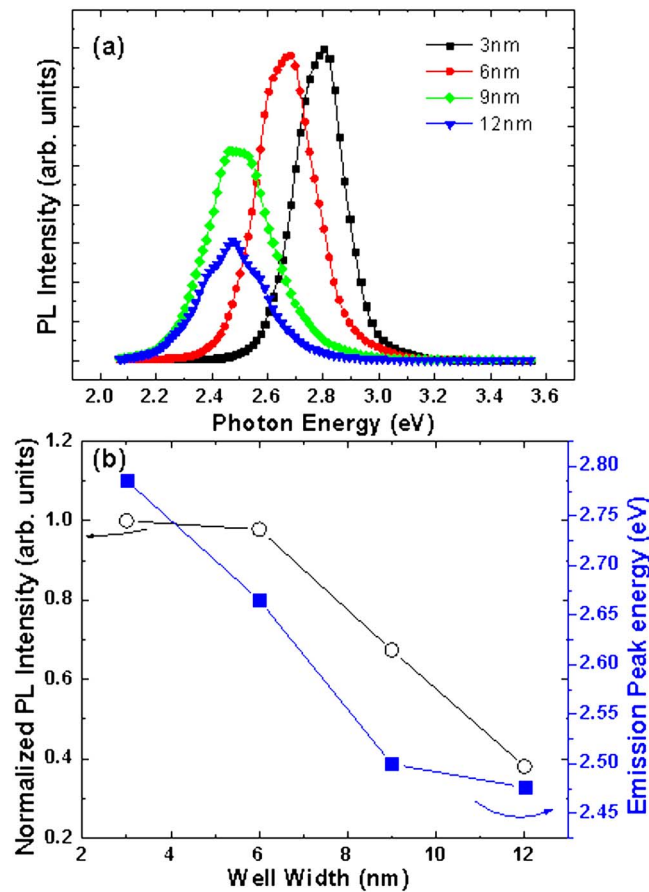 (a)
3nm
6nm
9nm
12nm
PL Intensity (arb. units)
2.0 2.2 2.4 2.6 2.8 3.0 3.2 3.4 3.6
Photon Energy (eV)
(b)
1.2
1.0
0.8
0.6
0.4
0.2
Normalized PL Intensity (arb. units)
2.80
2.75
2.70
2.65
2.60
2.55
2.50
2.45
Emission Peak energy (eV)
2 4 6 8 10 12
Well Width (nm)